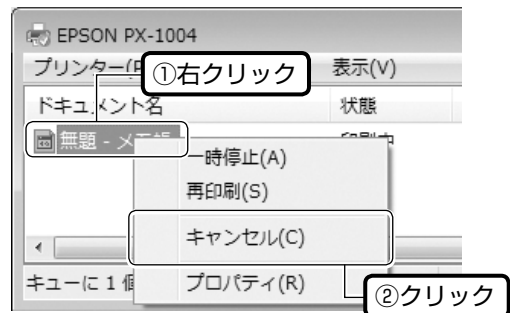 EPSON PX-1004
プリンター(P
表示(V)
①右クリック
ドキュメント名
状態
無題 - メモ帳
印刷中
一時停止(A)
再印刷(S)
キャンセル(C)
キューに 1 個
プロパティ(R)
②クリック